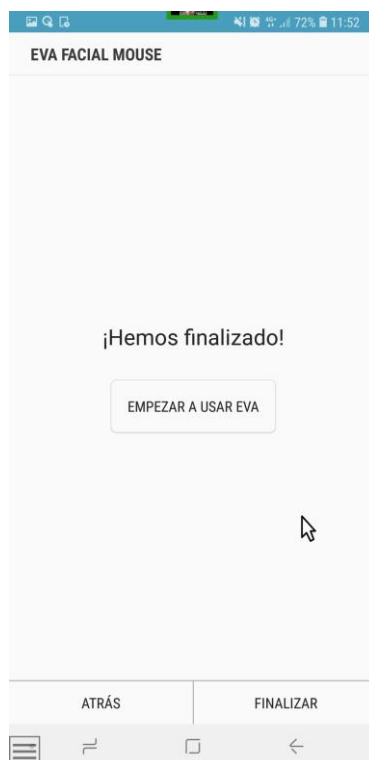 72% 11:52
EVA FACIAL MOUSE
¡Hemos finalizado!
EMPEZAR A USAR EVA
ATRÁS FINALIZAR